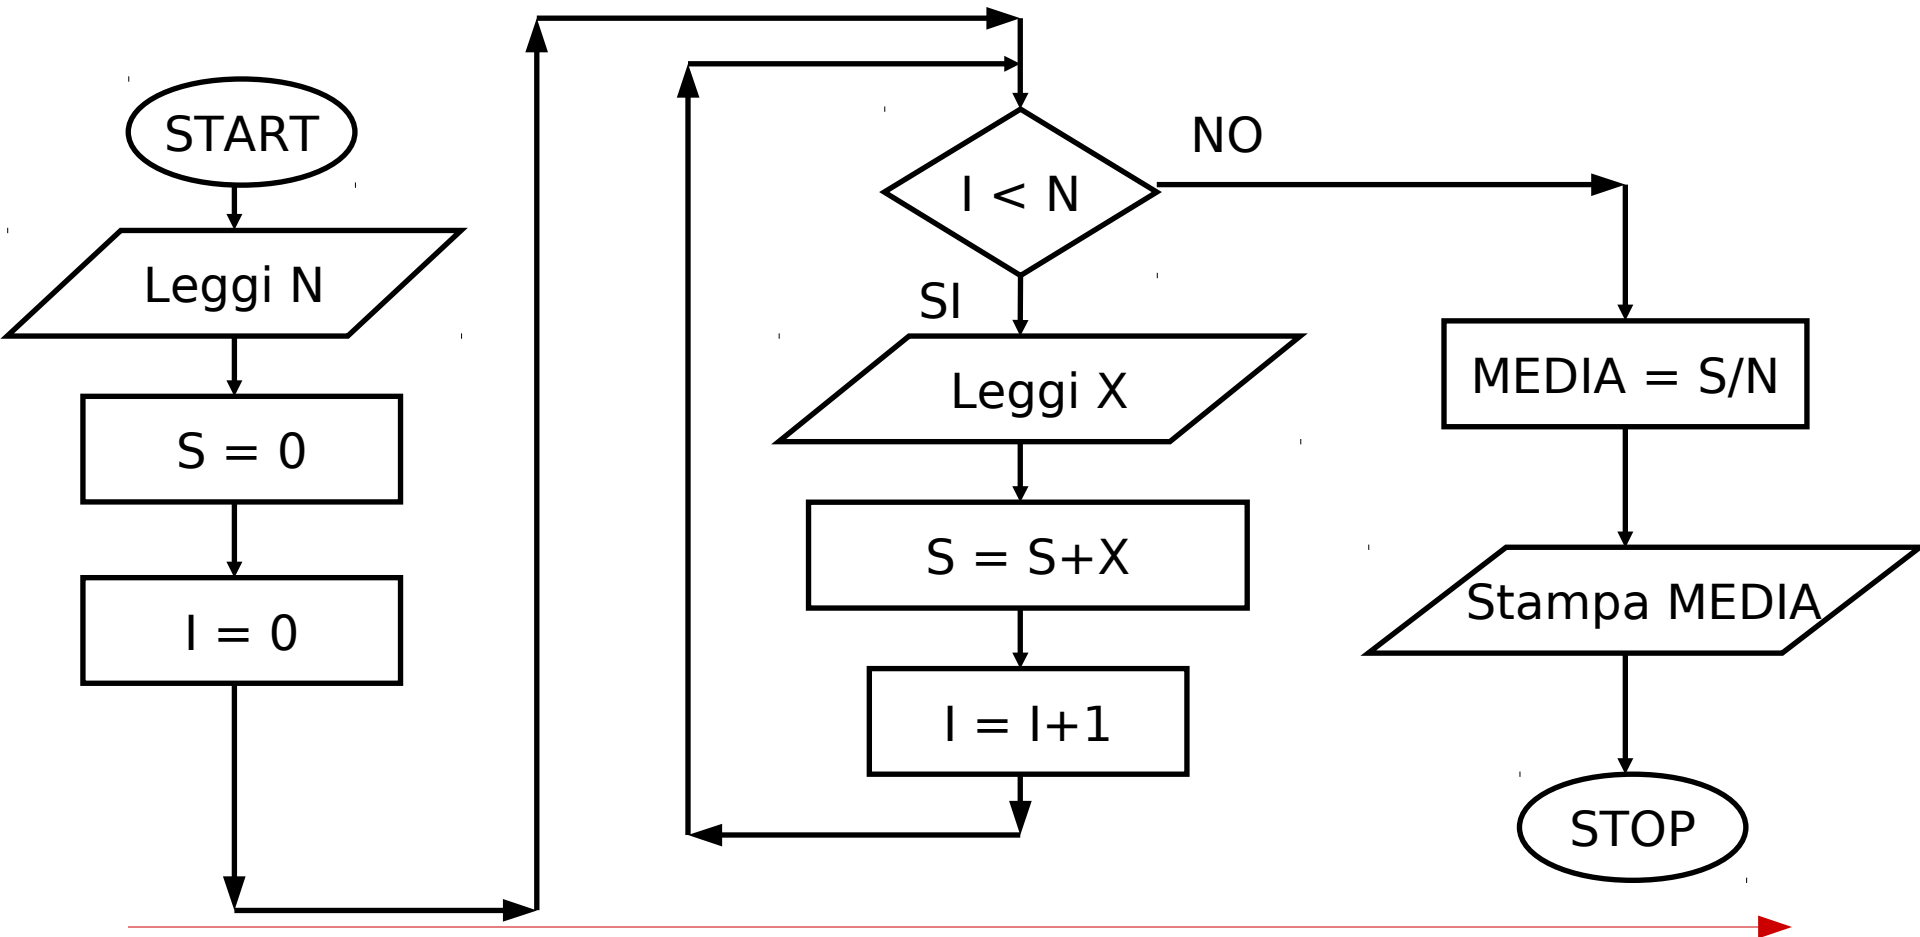 START
Leggi N
S = 0
I = 0
I < N
NO
SI
Leggi X
S = S+X
I = I+1
MEDIA = S/N
Stampa MEDIA
STOP